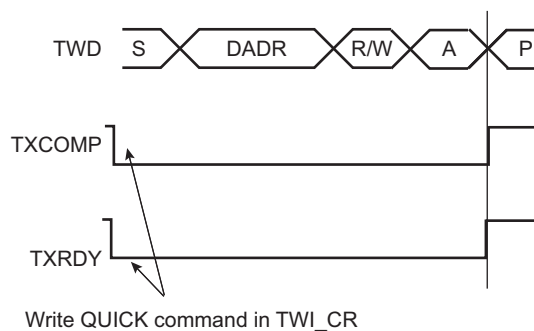 TWD S DADR R/W A P
TXCOMP
TXRDY
Write QUICK command in TWI_CR